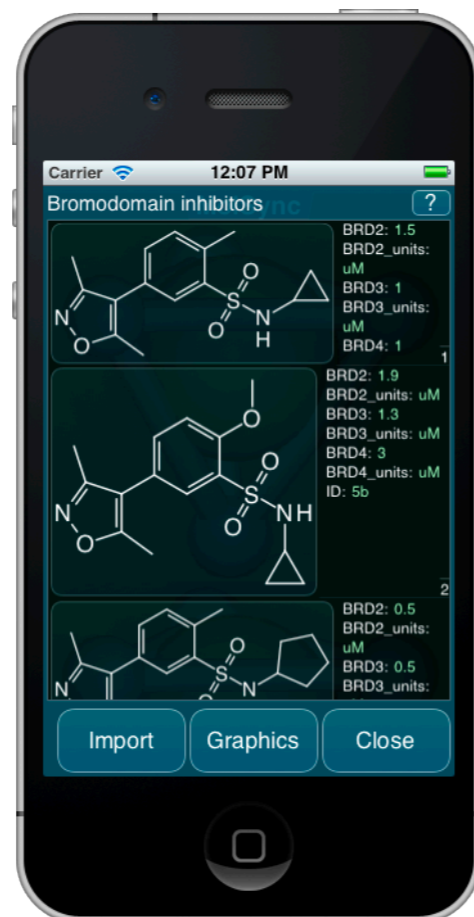 Carrier 12:07 PM
Bromodomain inhibitors ?
BRD2: 1.5
BRD2_units:
uM
BRD3: 1
BRD3_units:
uM
BRD4: 1
1
O
S
N
O
N
H
O
BRD2: 1.9
BRD2_units: uM
BRD3: 1.3
BRD3_units: uM
BRD4: 3
BRD4_units: uM
ID: 5b
2
O
O
S
N
O
NH
O
BRD2: 0.5
BRD2_units:
uM
BRD3: 0.5
BRD3_units:
O
S
N
N
Import Graphics Close